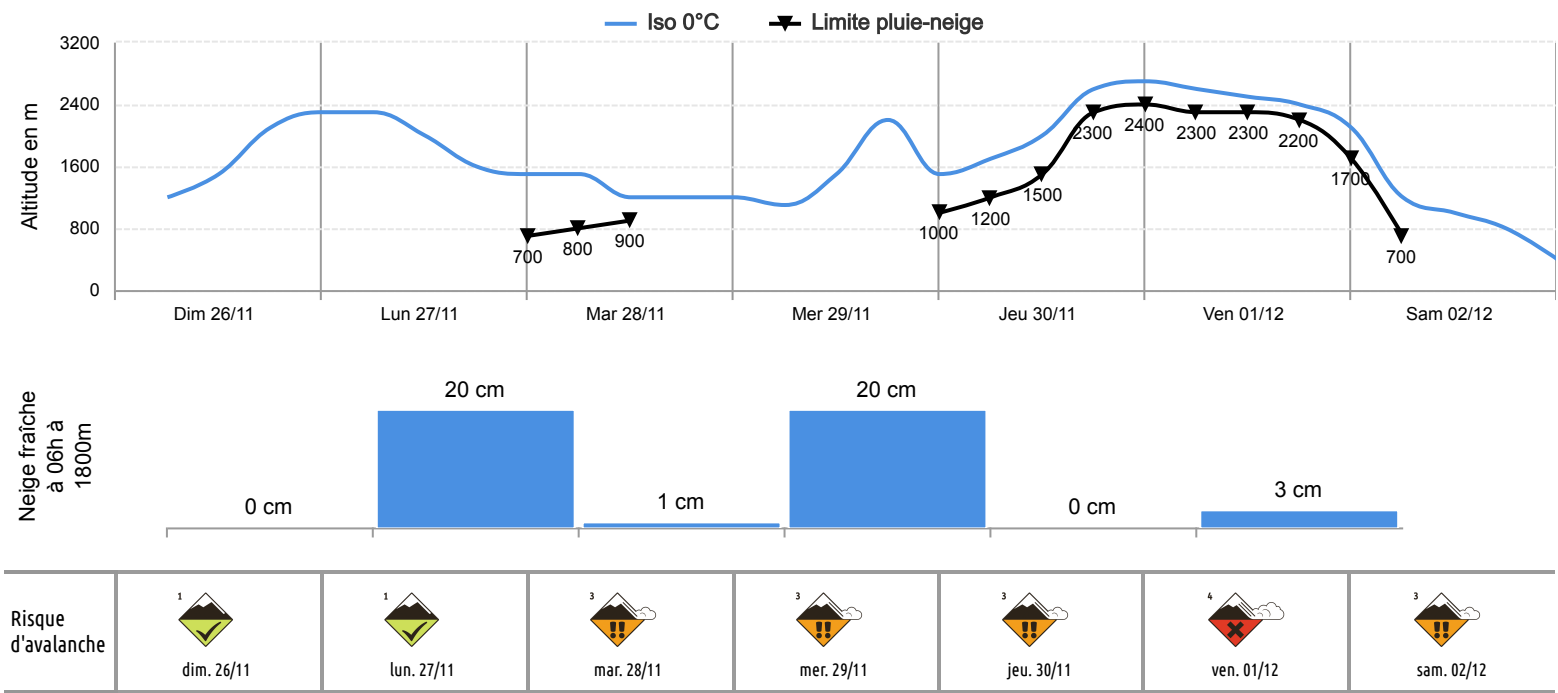 Iso 0°C Limite pluie-neige
Altitude en m
3200
2400
1600
800
0
700 800 900 1000 1200 1500 2300 2400 2300 2300 2200 1700 700
Dim 26/11 Lun 27/11 Mar 28/11 Mer 29/11 Jeu 30/11 Ven 01/12 Sam 02/12
Neige fraîche
à 06h à
1800m
0 cm 20 cm 1 cm 20 cm 0 cm 3 cm
Risque
d'avalanche
1 1 3 3 3 4 3
dim. 26/11 lun. 27/11 mar. 28/11 mer. 29/11 jeu. 30/11 ven. 01/12 sam. 02/12